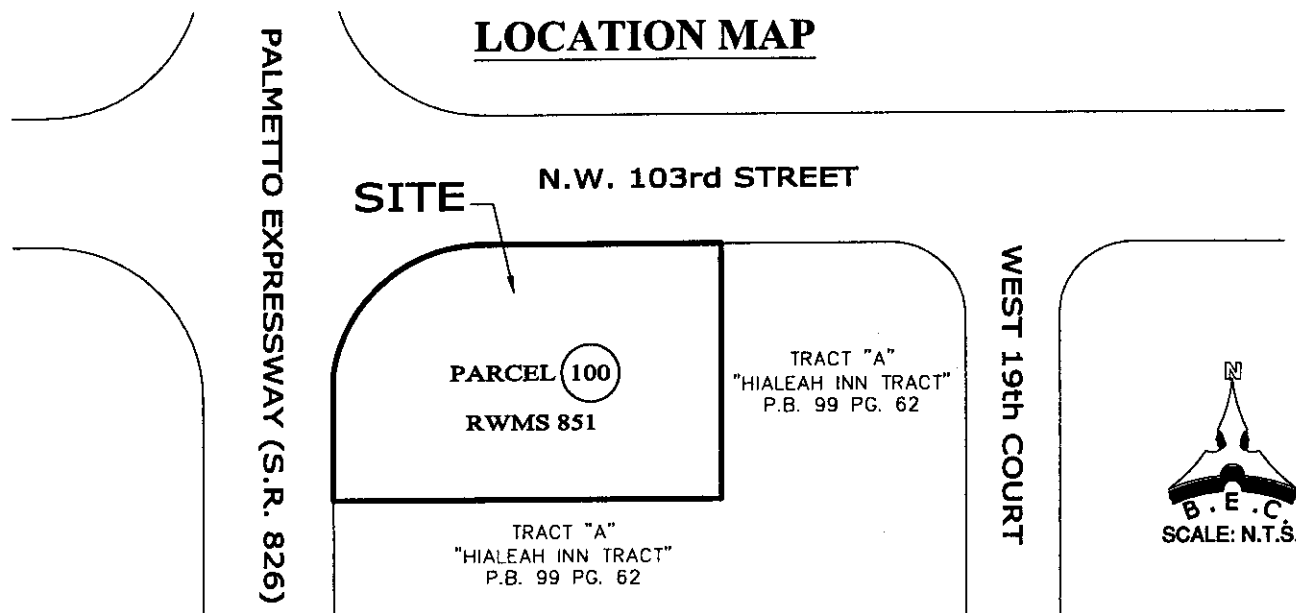 LOCATION MAP
PALMETTO EXPRESSWAY (S.R. 826)
N.W. 103rd STREET
SITE
PARCEL 100
RWMS 851
TRACT "A"
"HIALEAH INN TRACT"
P.B. 99 PG. 62
WEST 19th COURT
TRACT "A"
"HIALEAH INN TRACT"
P.B. 99 PG. 62
N
B.E.C.
SCALE: N.T.S.